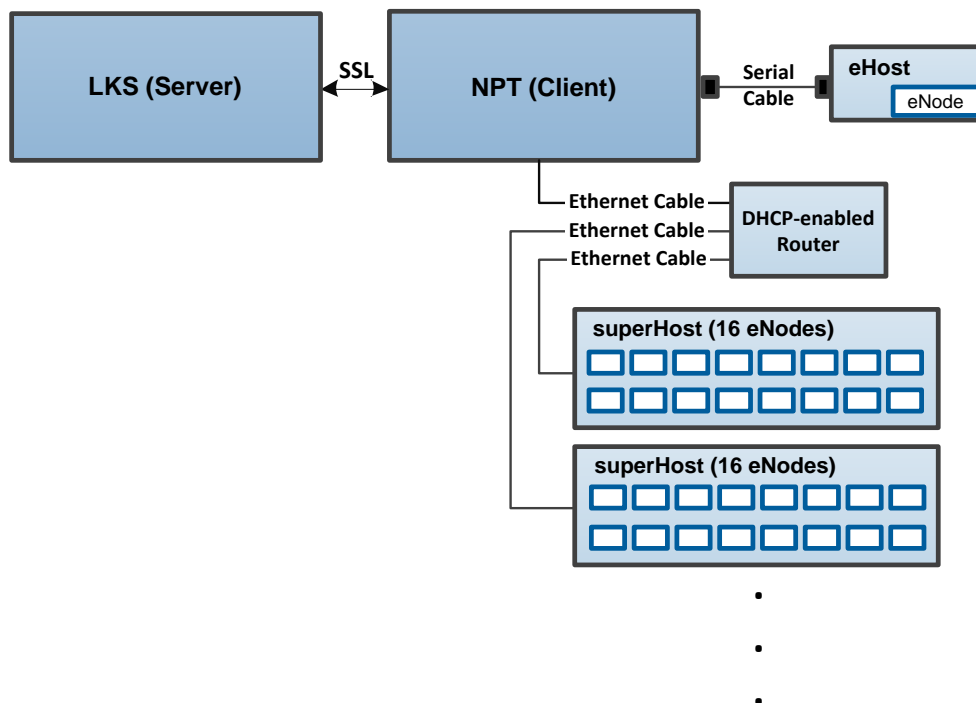 LKS (Server)
SSL
NPT (Client)
Serial
Cable
eHost
eNode
Ethernet Cable
Ethernet Cable
Ethernet Cable
DHCP-enabled
Router
superHost (16 eNodes)
superHost (16 eNodes)